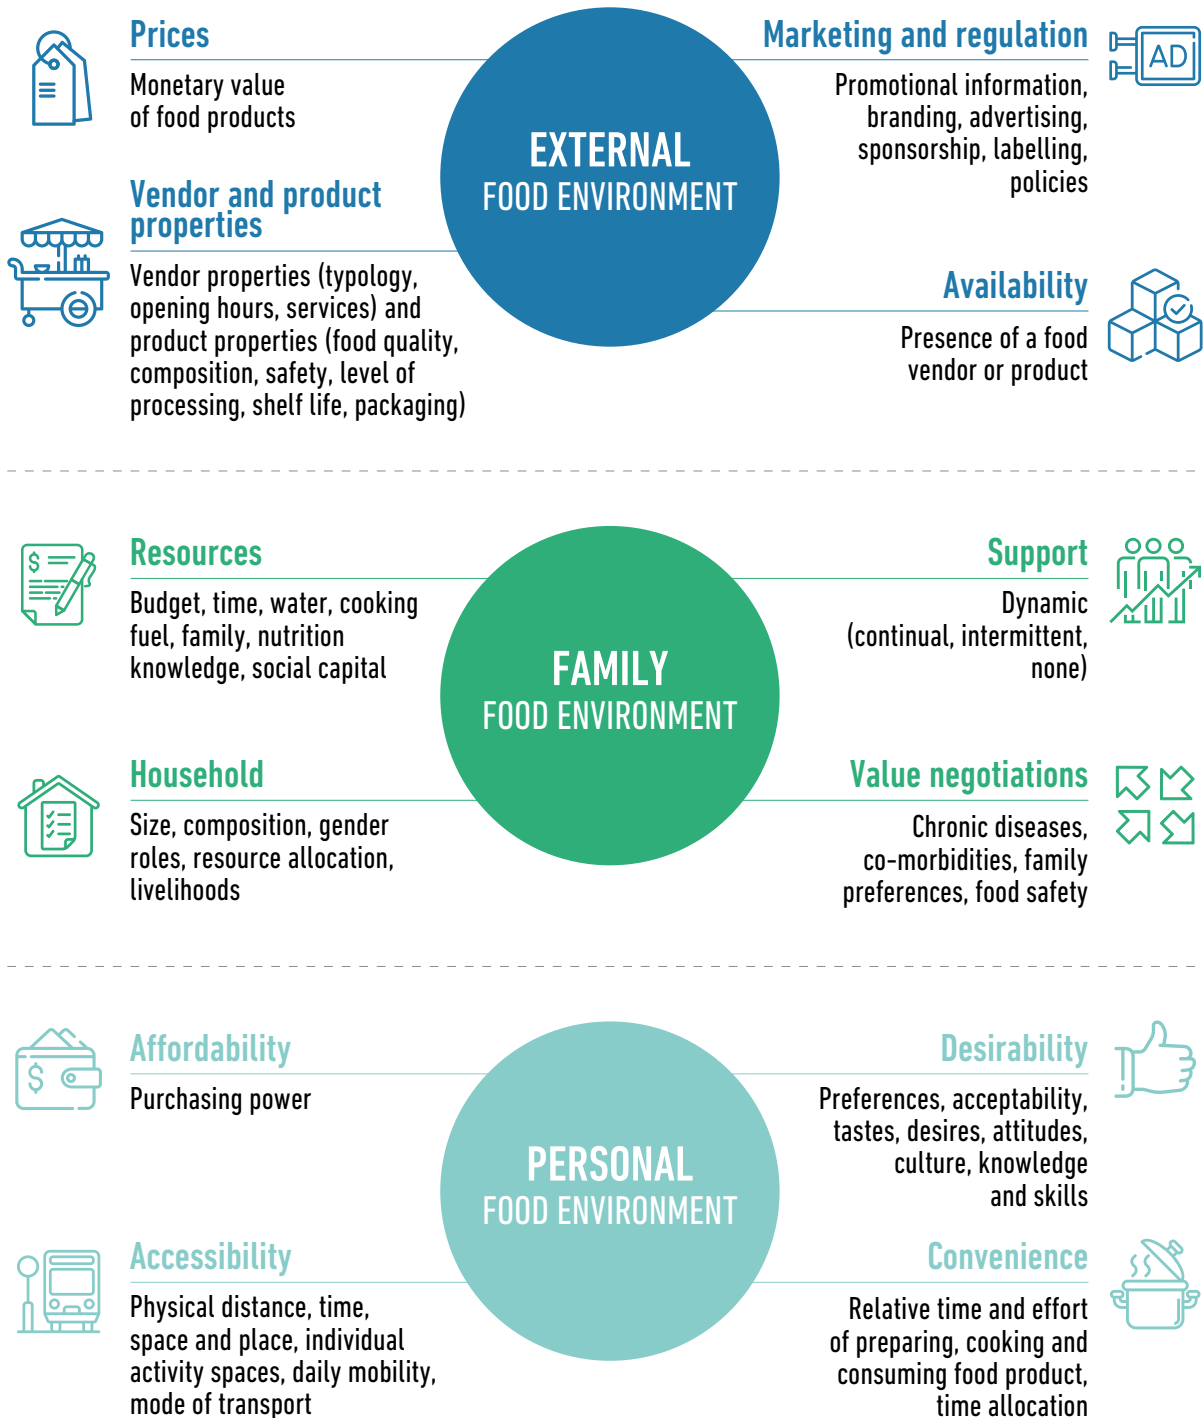 Prices
Monetary value
of food products
Vendor and product
properties
Vendor properties (typology,
opening hours, services) and
product properties (food quality,
composition, safety, level of
processing, shelf life, packaging)
EXTERNAL
FOOD ENVIRONMENT
Marketing and regulation
AD
Promotional information,
branding, advertising,
sponsorship, labelling,
policies
Availability
Presence of a food
vendor or product
Resources
$
Budget, time, water, cooking
fuel, family, nutrition
knowledge, social capital
Household
Size, composition, gender
roles, resource allocation,
livelihoods
FAMILY
FOOD ENVIRONMENT
Support
Dynamic
(continual, intermittent,
none)
Value negotiations
Chronic diseases,
co-morbidities, family
preferences, food safety
Affordability
$
Purchasing power
Accessibility
Physical distance, time,
space and place, individual
activity spaces, daily mobility,
mode of transport
PERSONAL
FOOD ENVIRONMENT
Desirability
Preferences, acceptability,
tastes, desires, attitudes,
culture, knowledge
and skills
Convenience
Relative time and effort
of preparing, cooking and
consuming food product,
time allocation